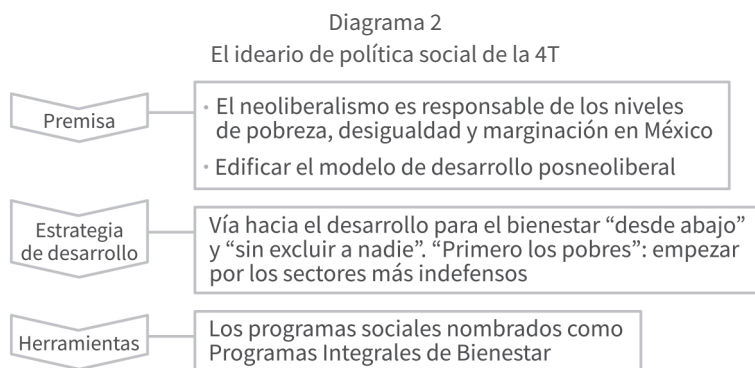 Diagrama 2
El ideario de política social de la 4T
Premisa
• El neoliberalismo es responsable de los niveles
de pobreza, desigualdad y marginación en México
• Edificar el modelo de desarrollo posneoliberal
Estrategia
de desarrollo
Vía hacia el desarrollo para el bienestar “desde abajo”
y “sin excluir a nadie”. “Primero los pobres”: empezar
por los sectores más indefensos
Herramientas
Los programas sociales nombrados como
Programas Integrales de Bienestar